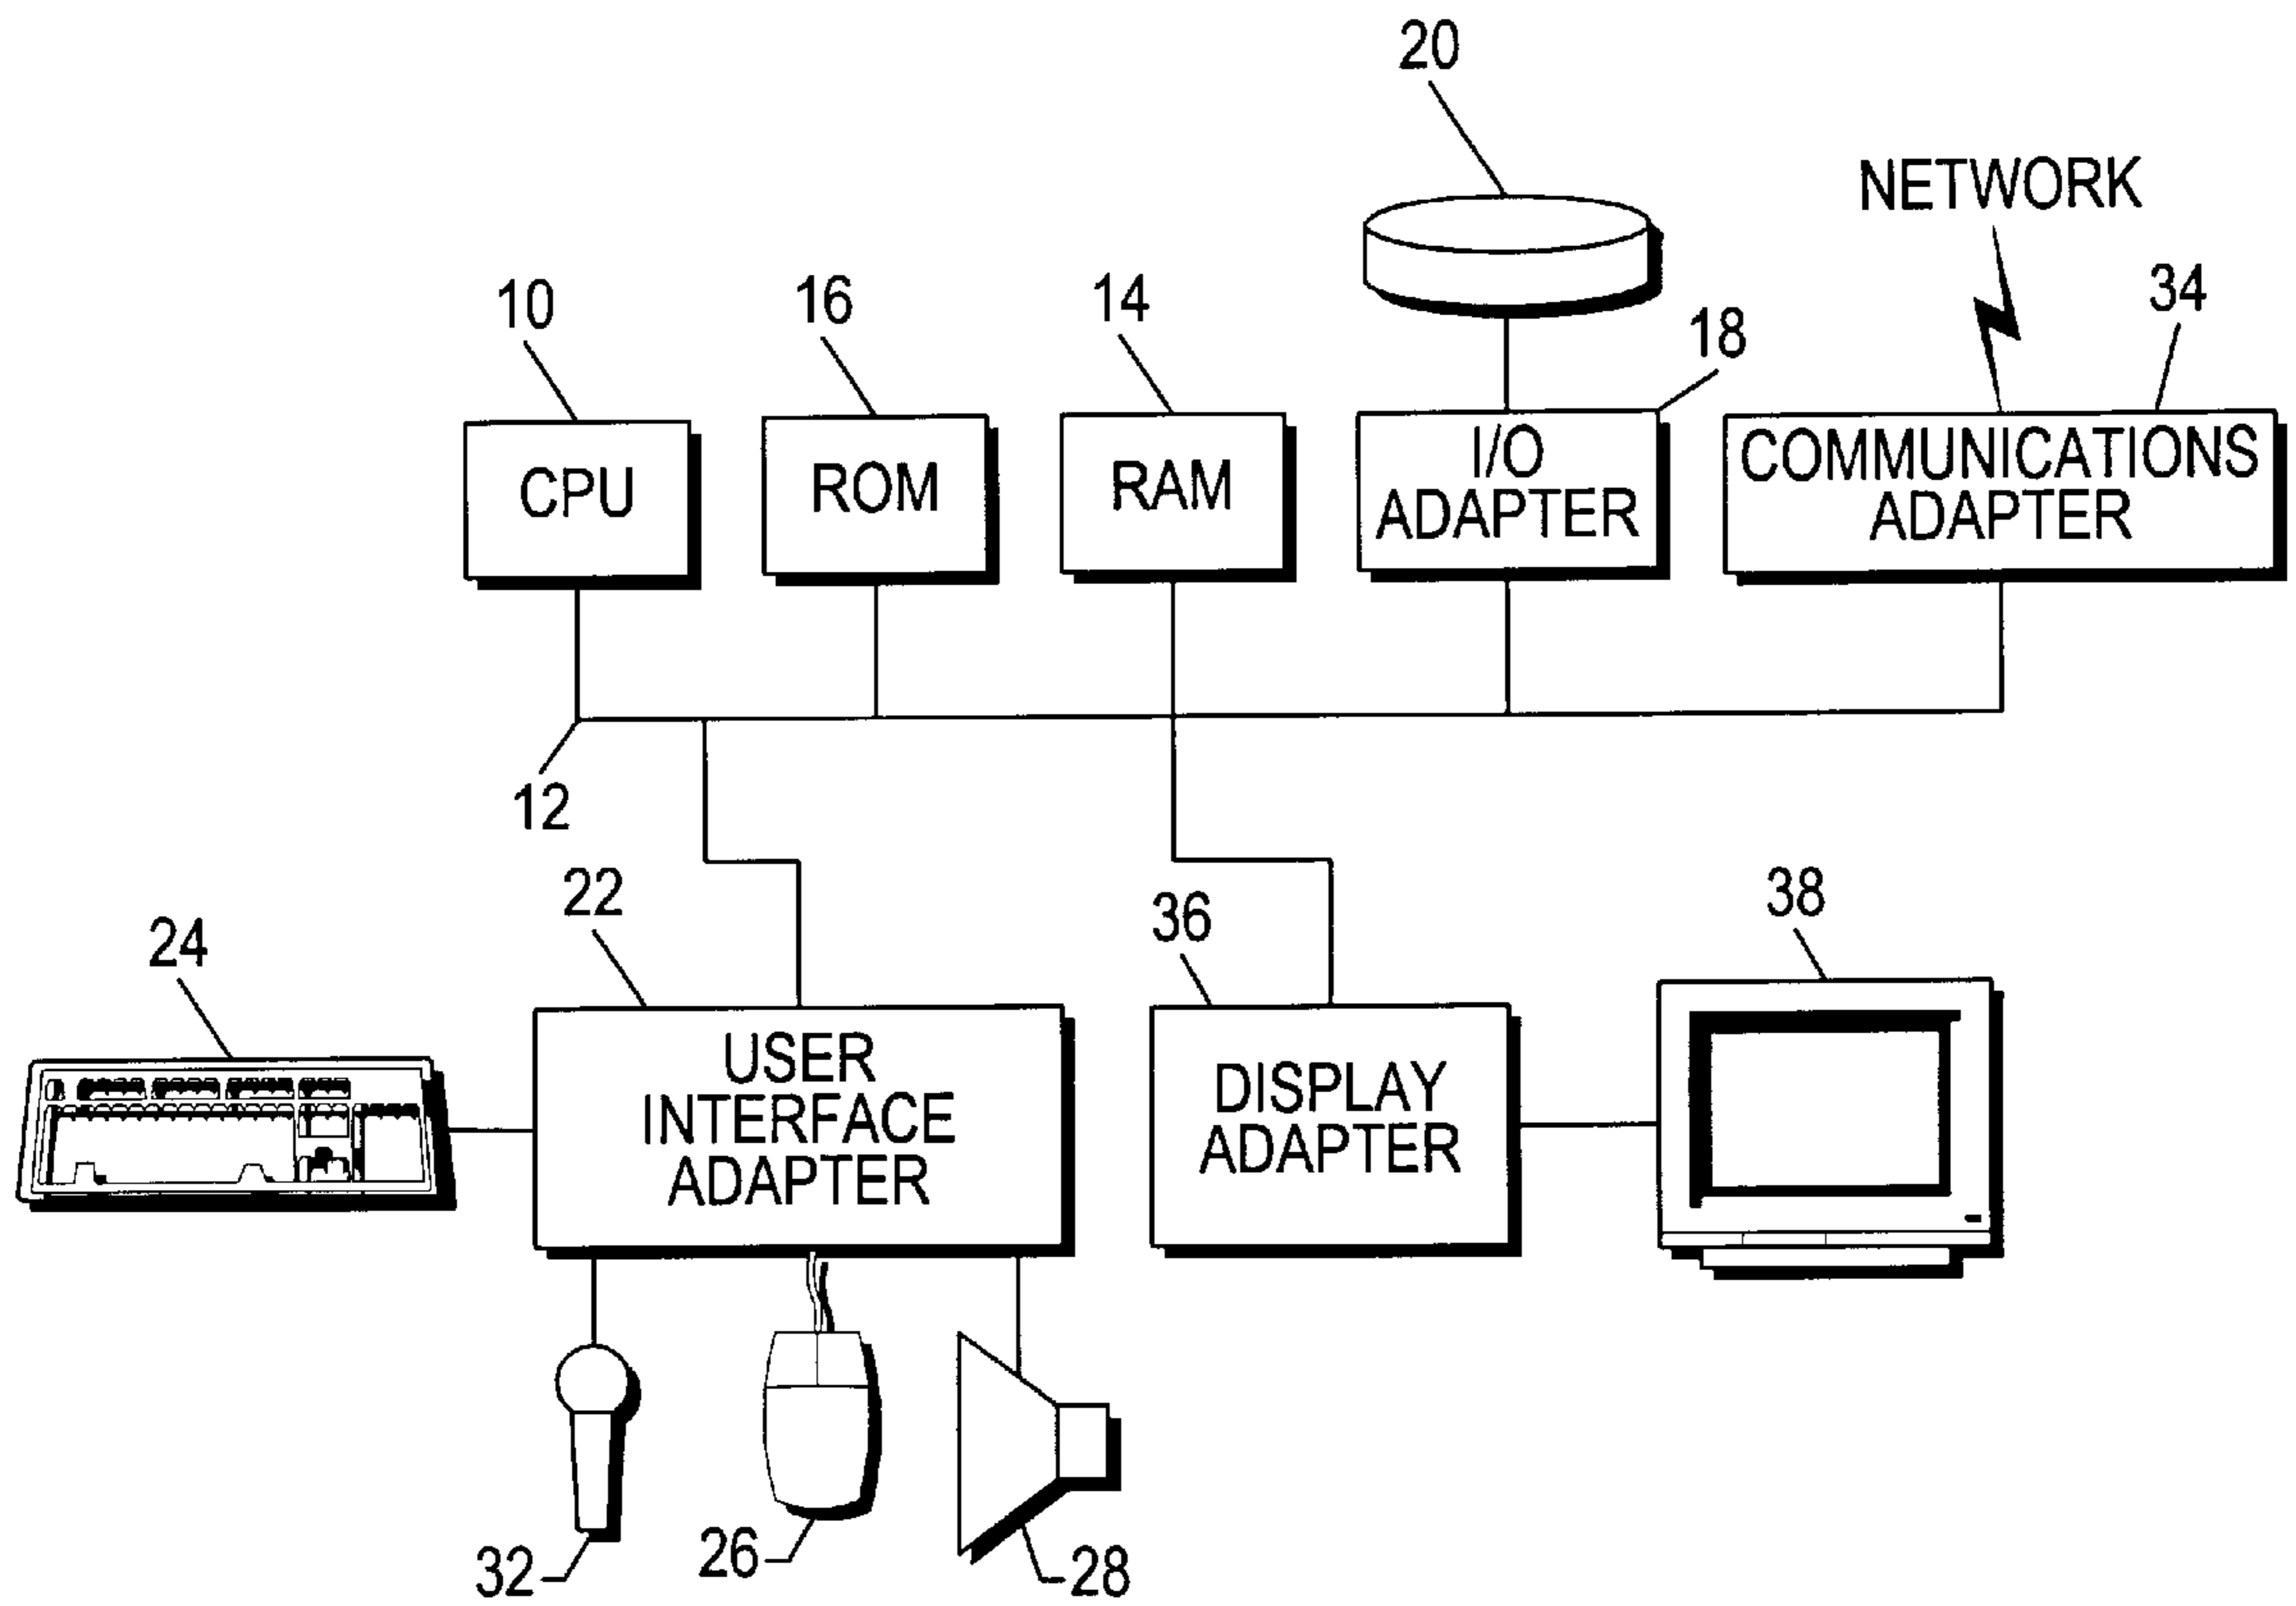 20
NETWORK
10
16
14
18
34
CPU
ROM
RAM
I/O
ADAPTER
COMMUNICATIONS
ADAPTER
12
22
36
38
24
USER
INTERFACE
ADAPTER
DISPLAY
ADAPTER
32
26
28